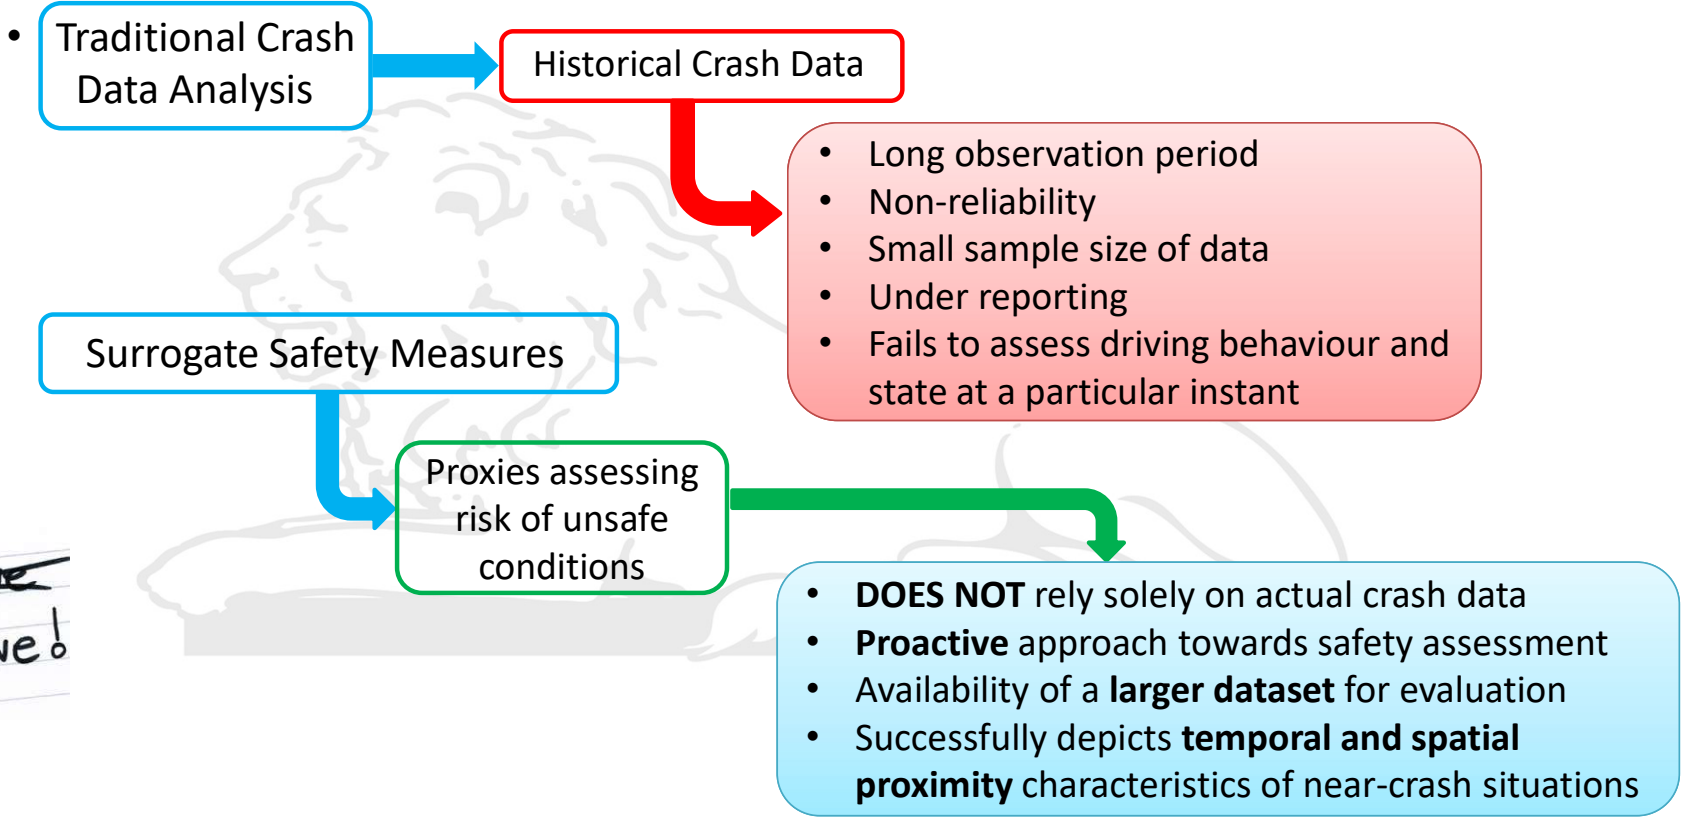 • Traditional Crash
Data Analysis
Historical Crash Data
• Long observation period
• Non-reliability
• Small sample size of data
• Under reporting
• Fails to assess driving behaviour and
state at a particular instant
Surrogate Safety Measures
Proxies assessing
risk of unsafe
conditions
• DOES NOT rely solely on actual crash data
• Proactive approach towards safety assessment
• Availability of a larger dataset for evaluation
• Successfully depicts temporal and spatial
proximity characteristics of near-crash situations